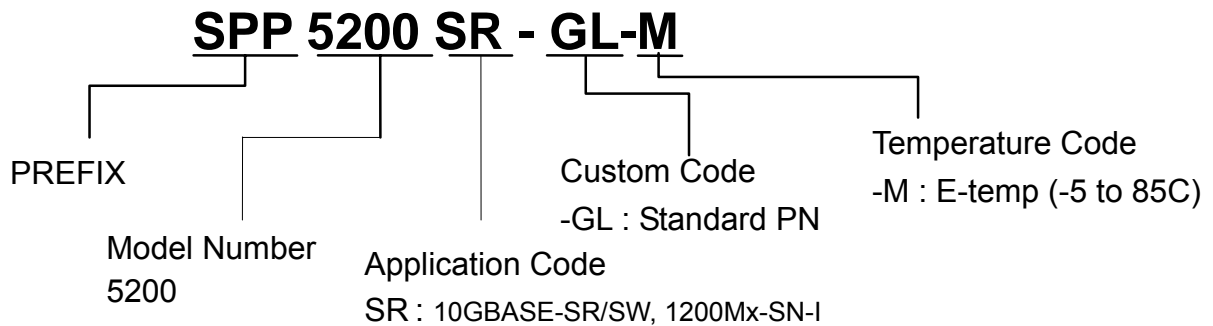 SPP 5200 SR - GL-M
PREFIX
Model Number
5200
Application Code
SR : 10GBASE-SR/SW, 1200Mx-SN-I
Custom Code
-GL : Standard PN
Temperature Code
-M : E-temp (-5 to 85C)